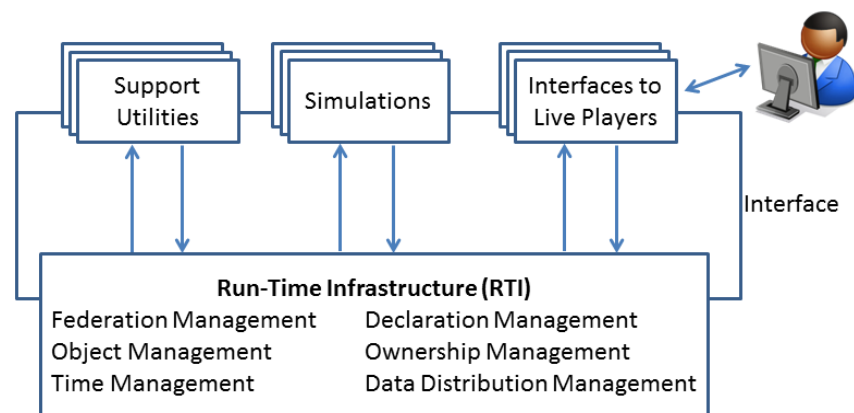 Support
Utilities
Simulations
Interfaces to
Live Players
Interface
Run-Time Infrastructure (RTI)
Federation Management
Declaration Management
Object Management
Ownership Management
Time Management
Data Distribution Management